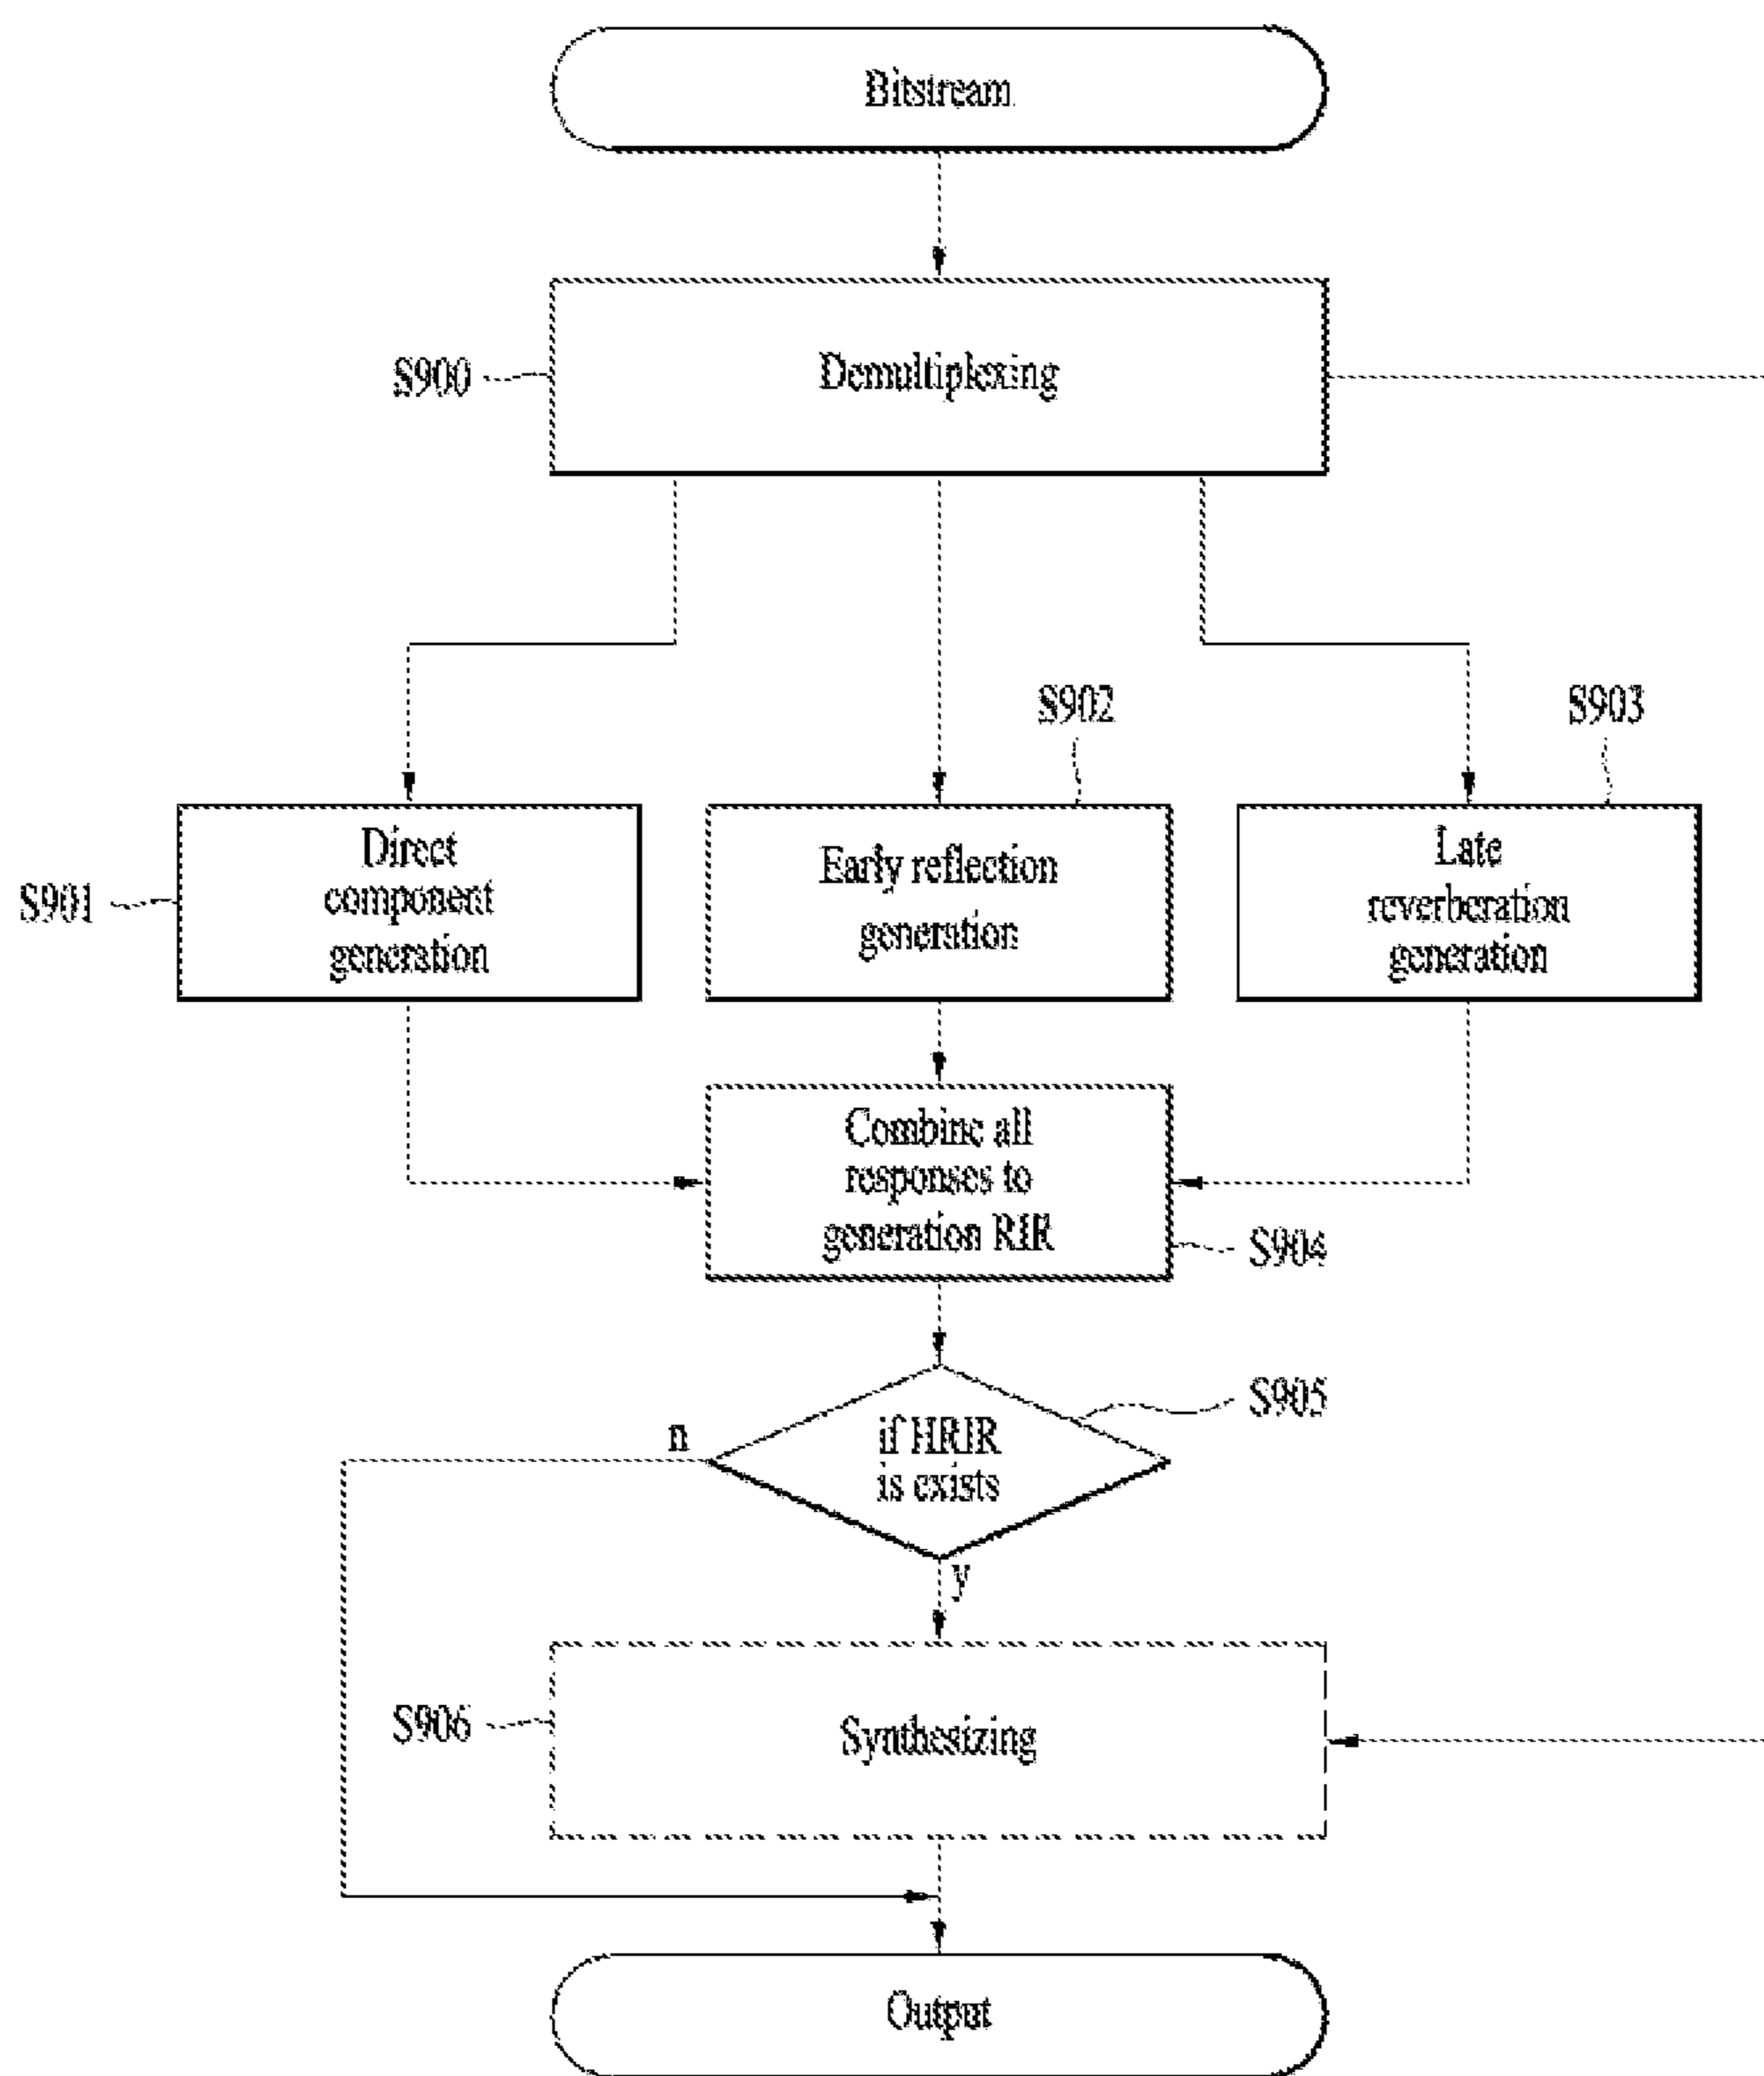 Bitstream
S900
Demultiplexing
S902
S903
S901
Direct
component
generation
Early reflection
generation
Late
reverberation
generation
Combine all
responses to
generation RIR
S904
S905
n
if HRIR
is exists
y
S906
Synthesizing
Output